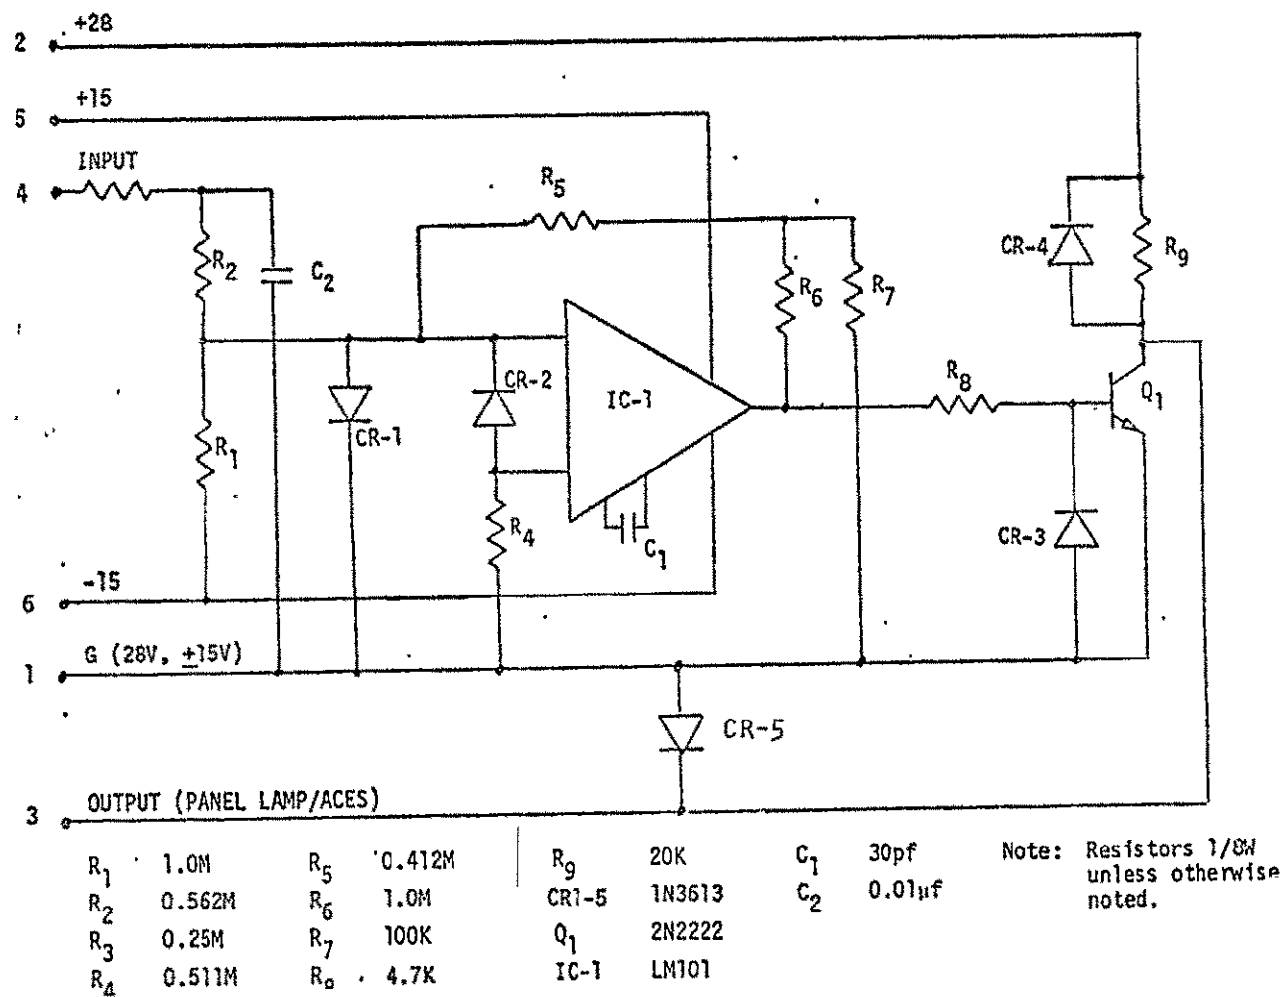 2 +28
5 +15
INPUT
4
R5
R2
C2
R6
R7
CR-4
R9
CR-2
IC-1
R8
Q1
CR-1
R1
R4
C1
CR-3
6 -15
1 G (28V, ±15V)
CR-5
3 OUTPUT (PANEL LAMP/ACES)
R1 1.0M R5 0.412M R9 20K C1 30pf Note: Resistors 1/8W
R2 0.562M R6 1.0M CR1-5 1N3613 C2 0.01μf unless otherwise
noted.
R3 0.25M R7 100K Q1 2N2222
R4 0.511M R8 4.7K IC-1 LM101